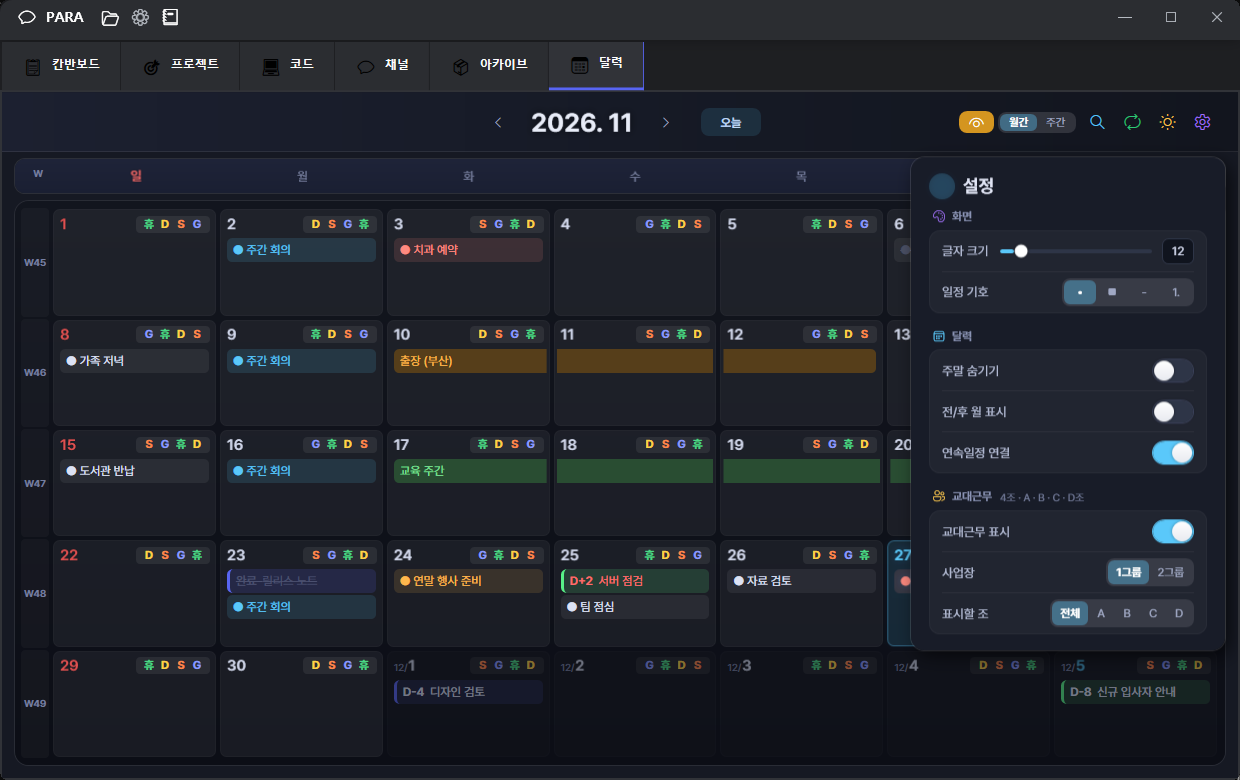 PARA
칸반보드 프로젝트 코드 채널 아카이브 달력
2026. 11 오늘 월간 주간
W 일 월 화 수 목
설정
화면
글자 크기 12
일정 기호 • ■ - 1.
달력
주말 숨기기
전/후 월 표시
연속일정 연결
교대근무 4조 · A · B · C · D조
교대근무 표시
사업장 1그룹 2그룹
표시할 조 전체 A B C D
W45
1 휴 D S G
2 D S G 휴
주간 회의
3 S G 휴 D
치과 예약
4 G 휴 D S
5 휴 D S G
6
W46
8 G 휴 D S
가족 저녁
9 휴 D S G
주간 회의
10 D S G 휴
출장 (부산)
11 S G 휴 D
12 G 휴 D S
13
W47
15 S G 휴 D
도서관 반납
16 G 휴 D S
주간 회의
17 휴 D S G
교육 주간
18 D S G 휴
19 S G 휴 D
20
W48
22 D S G 휴
23 S G 휴 D
완료 릴리스 노트
주간 회의
24 G 휴 D S
연말 행사 준비
25 휴 D S G
D+2 서버 점검
팀 점심
26 D S G 휴
자료 검토
27
W49
29 휴 D S G
30 D S G 휴
12/1 S G 휴 D
D-4 디자인 검토
12/2 G 휴 D S
12/3 휴 D S G
12/4 D S G 휴
12/5 S G 휴 D
D-8 신규 입사자 안내